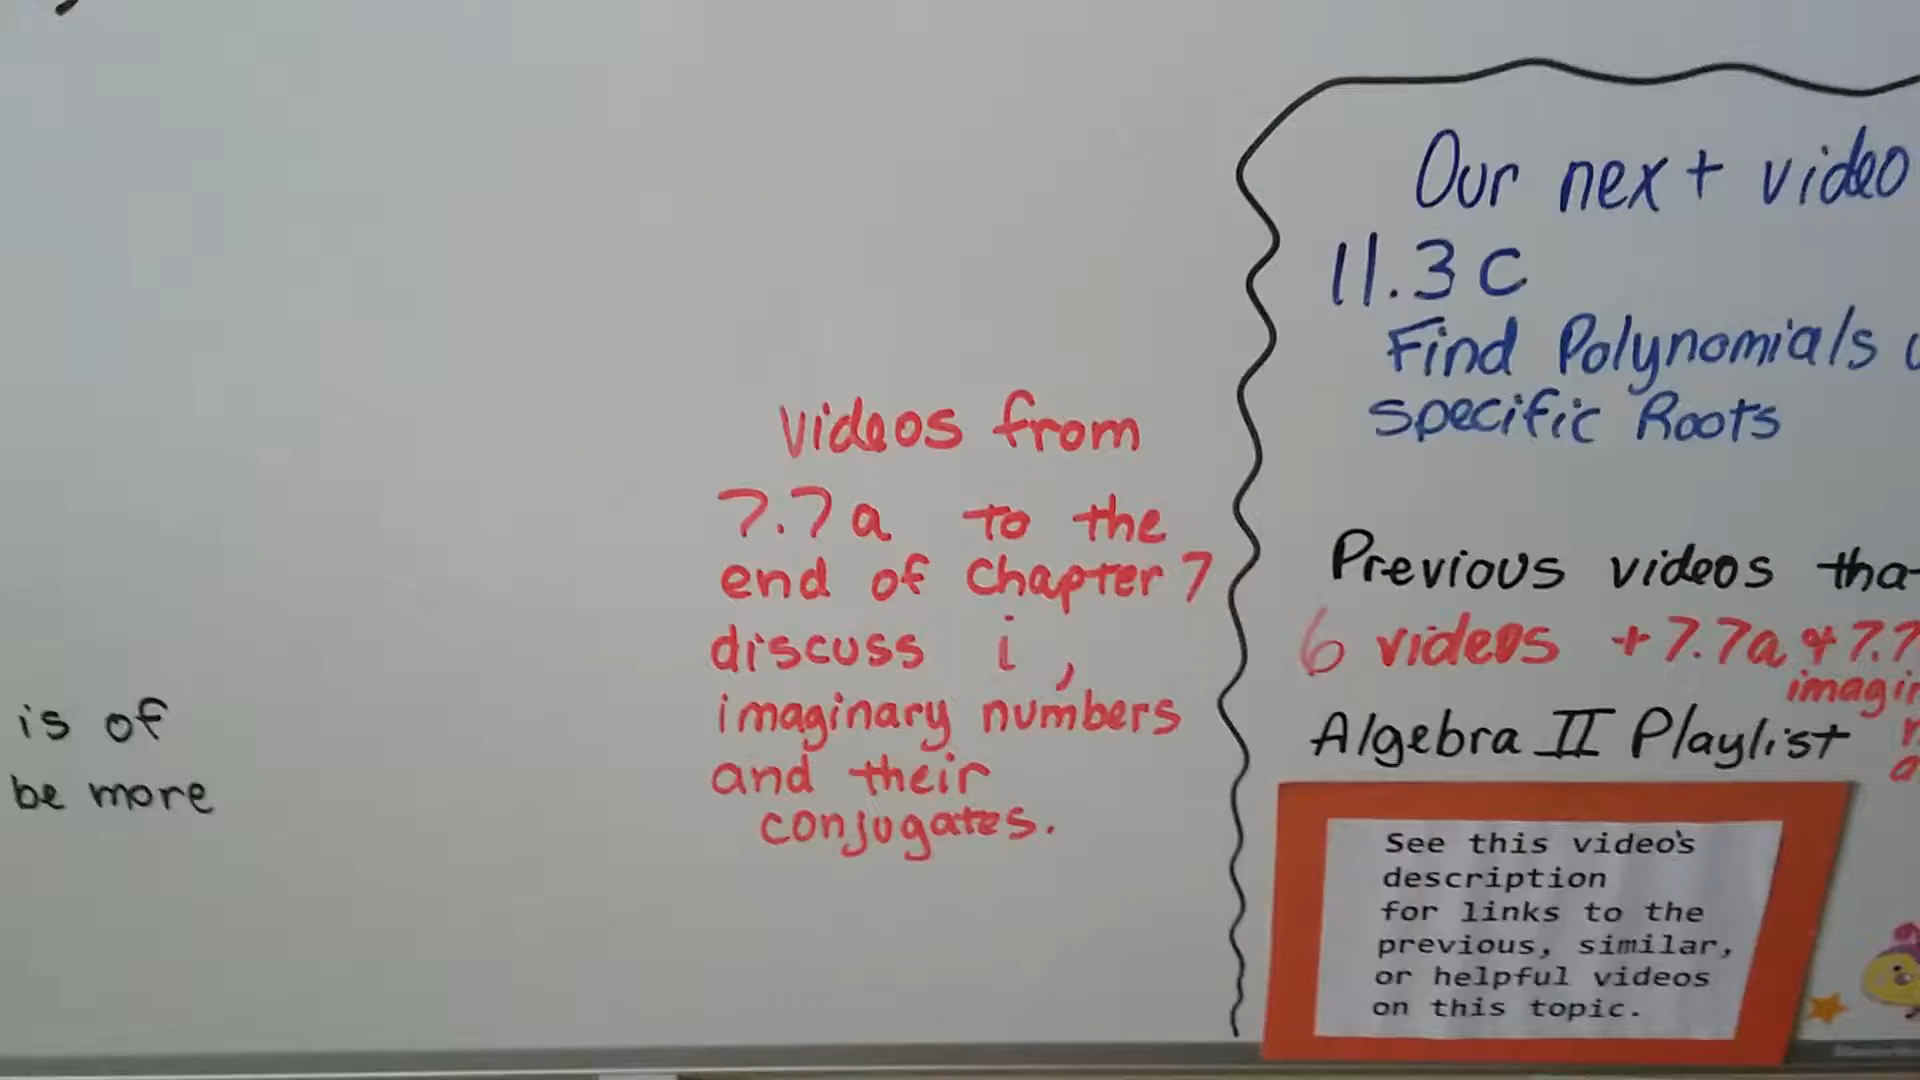 is of
be more
Videos from
7.7a to the
end of Chapter 7
discuss i,
imaginary numbers
and their
conjugates.
Our next video
11.3c
Find Polynomials
specific Roots
Previous videos
6 videos + 7.7a & 7.7
Algebra II Playlist
See this video's
description
for links to the
previous, similar,
or helpful videos
on this topic.